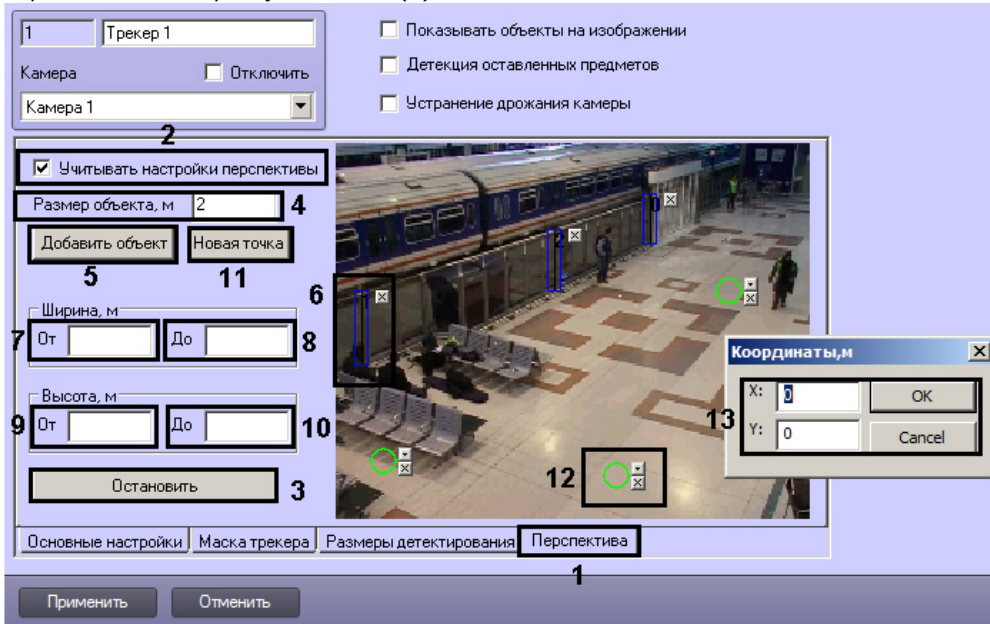 1
Трекер 1
Показывать объекты на изображении
Камера
Отключить
Детекция оставленных предметов
Камера 1
Устранение дрожания камеры
2
Учитывать настройки перспективы
Размер объекта, м
2
4
Добавить объект
Новая точка
5
11
6
Ширина, м
7
От
До
8
Высота, м
9
От
До
10
Остановить
3
0
2
1
12
Координаты,м
13
X:
0
OK
Y:
0
Cancel
Основные настройки
Маска трекера
Размеры детектирования
Перспектива
1
Применить
Отменить